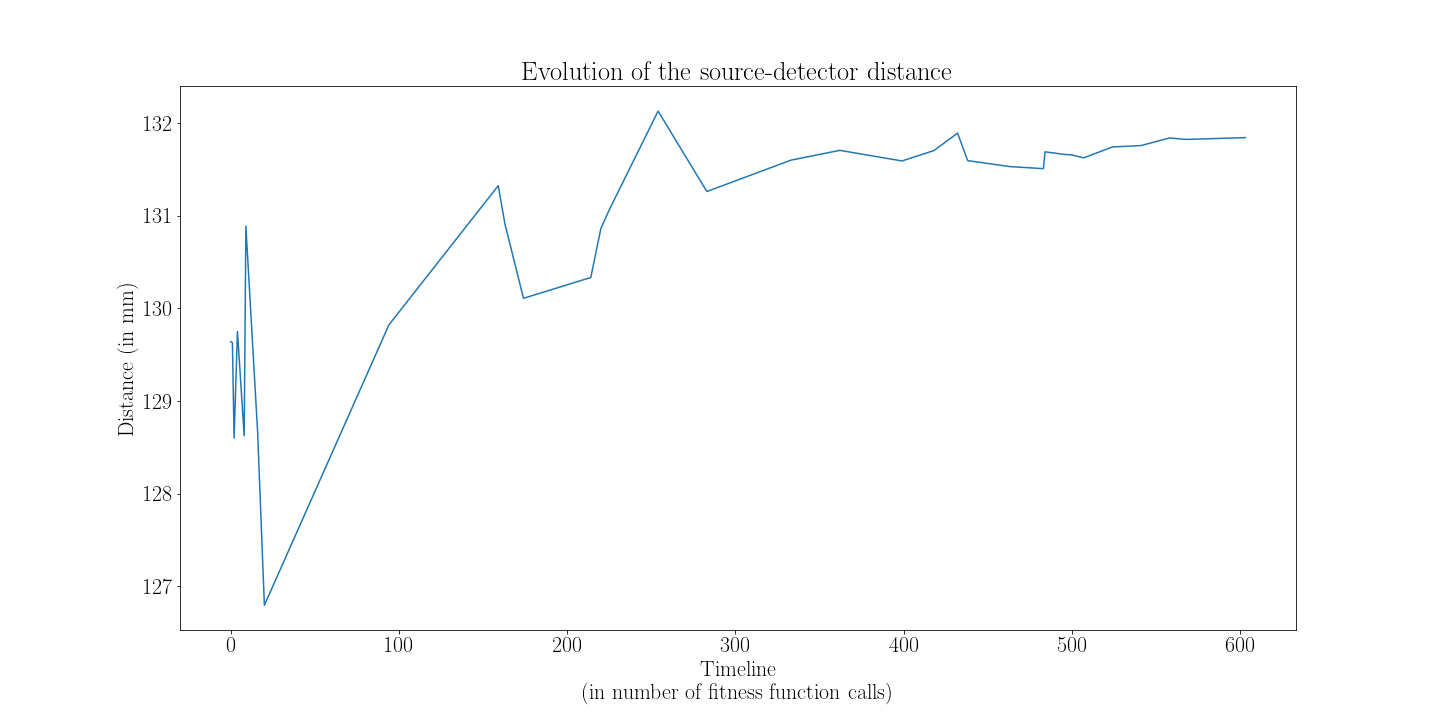 Evolution of the source-detector distance
132
131
130
129
128
127
Distance (in mm)
0 100 200 300 400 500 600
Timeline
(in number of fitness function calls)